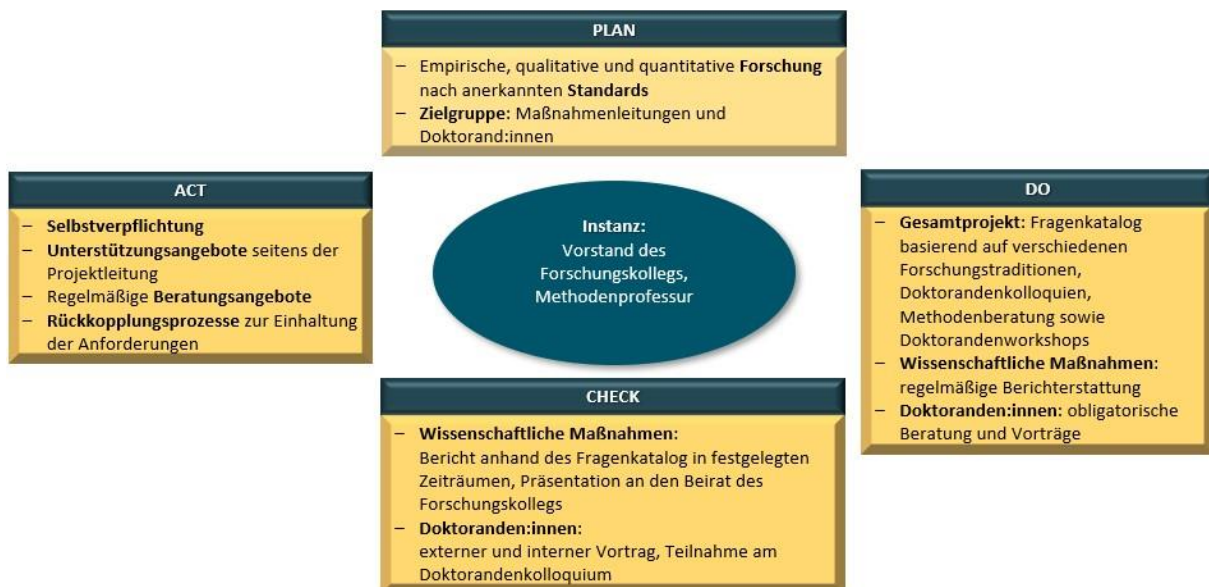 PLAN
– Empirische, qualitative und quantitative Forschung
nach anerkannten Standards
– Zielgruppe: Maßnahmenleitungen und
Doktorand:innen
ACT
– Selbstverpflichtung
– Unterstützungsangebote seitens der
Projektleitung
– Regelmäßige Beratungsangebote
– Rückkopplungsprozesse zur Einhaltung
der Anforderungen
Instanz:
Vorstand des
Forschungskollegs,
Methodenprofessur
DO
– Gesamtprojekt: Fragenkatalog
basierend auf verschiedenen
Forschungstraditionen,
Doktorandenkolloquien,
Methodenberatung sowie
Doktorandenworkshops
– Wissenschaftliche Maßnahmen:
regelmäßige Berichterstattung
– Doktoranden:innen: obligatorische
Beratung und Vorträge
CHECK
– Wissenschaftliche Maßnahmen:
Bericht anhand des Fragenkatalog in festgelegten
Zeiträumen, Präsentation an den Beirat des
Forschungskollegs
– Doktoranden:innen:
externer und interner Vortrag, Teilnahme am
Doktorandenkolloquium